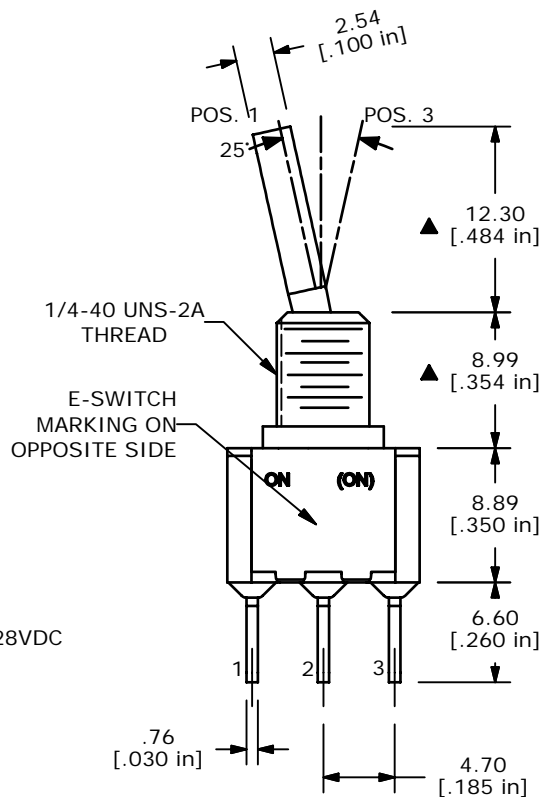 2.54
[.100 in]
POS. 1
POS. 3
25°
12.30
[.484 in]
1/4-40 UNS-2A
THREAD
8.99
[.354 in]
E-SWITCH
MARKING ON
OPPOSITE SIDE
ON (ON)
8.89
[.350 in]
6.60
[.260 in]
28VDC
1 2 3
.76
[.030 in]
4.70
[.185 in]